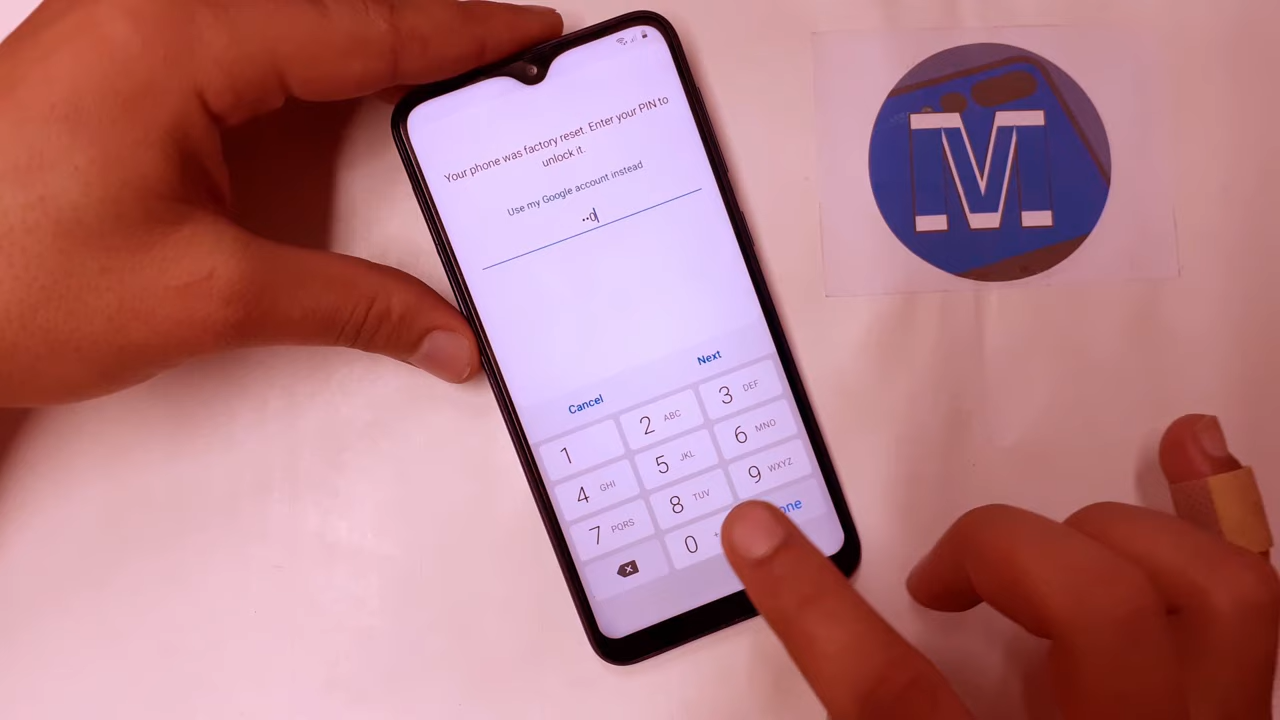 Your phone was factory reset. Enter your PIN to
unlock it.
Use my Google account instead
••0
Cancel
Next
1
2 ABC
3 DEF
4 GHI
5 JKL
6 MNO
7 PQRS
8 TUV
9 WXYZ
0
M